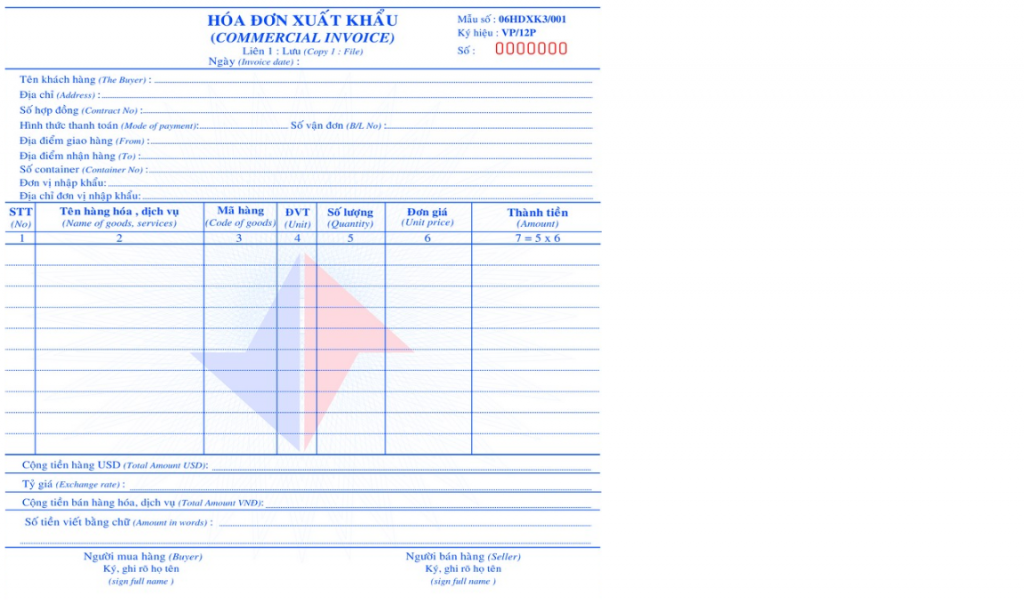 HÓA ĐƠN XUẤT KHẨU
(COMMERCIAL INVOICE)
Liên 1 : Lưu (Copy 1 : File)
Ngày (Invoice date) :
Mẫu số : 06HDXK3/001
Ký hiệu : VP/12P
Số : 0000000
Tên khách hàng (The Buyer) :
Địa chỉ (Address) :
Số hợp đồng (Contract No) :
Hình thức thanh toán (Mode of payment): Số vận đơn (B/L No) :
Địa điểm giao hàng (From) :
Địa điểm nhận hàng (To) :
Số container (Container No) :
Đơn vị nhập khẩu:
Địa chỉ đơn vị nhập khẩu:
STT Tên hàng hóa , dịch vụ Mã hàng ĐVT Số lượng Đơn giá Thành tiền
(No) (Name of goods, services) (Code of goods) (Unit) (Quantity) (Unit price) (Amount)
1 2 3 4 5 6 7 = 5 x 6
Cộng tiền hàng USD (Total Amount USD):
Tỷ giá (Exchange rate) :
Cộng tiền bán hàng hóa, dịch vụ (Total Amount VND):
Số tiền viết bằng chữ (Amount in words) :
Người mua hàng (Buyer) Người bán hàng (Seller)
Ký, ghi rõ họ tên Ký, ghi rõ họ tên
(sign full name ) (sign full name )